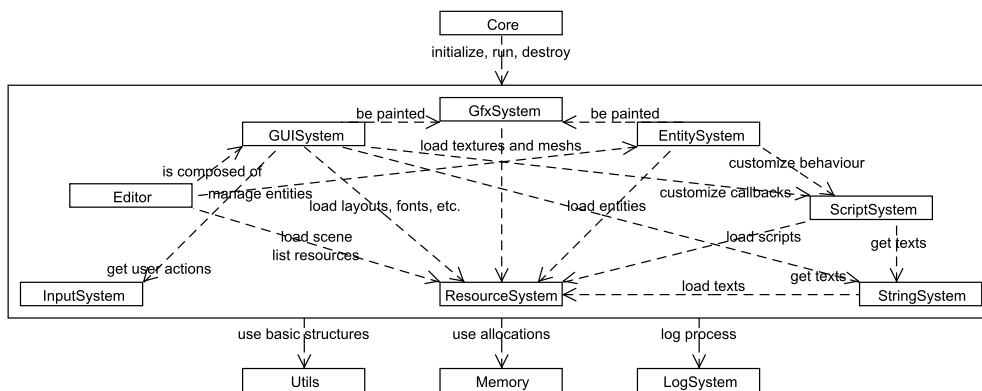 Core
initialize, run, destroy
GfxSystem
be painted
be painted
GUISystem
EntitySystem
load textures and meshs
customize behaviour
is composed of
manage entities
customize callbacks
Editor
load layouts, fonts, etc.
load entities
ScriptSystem
load scene
list resources
load scripts
get texts
get user actions
get texts
load texts
InputSystem
ResourceSystem
StringSystem
use basic structures
use allocations
log process
Utils
Memory
LogSystem